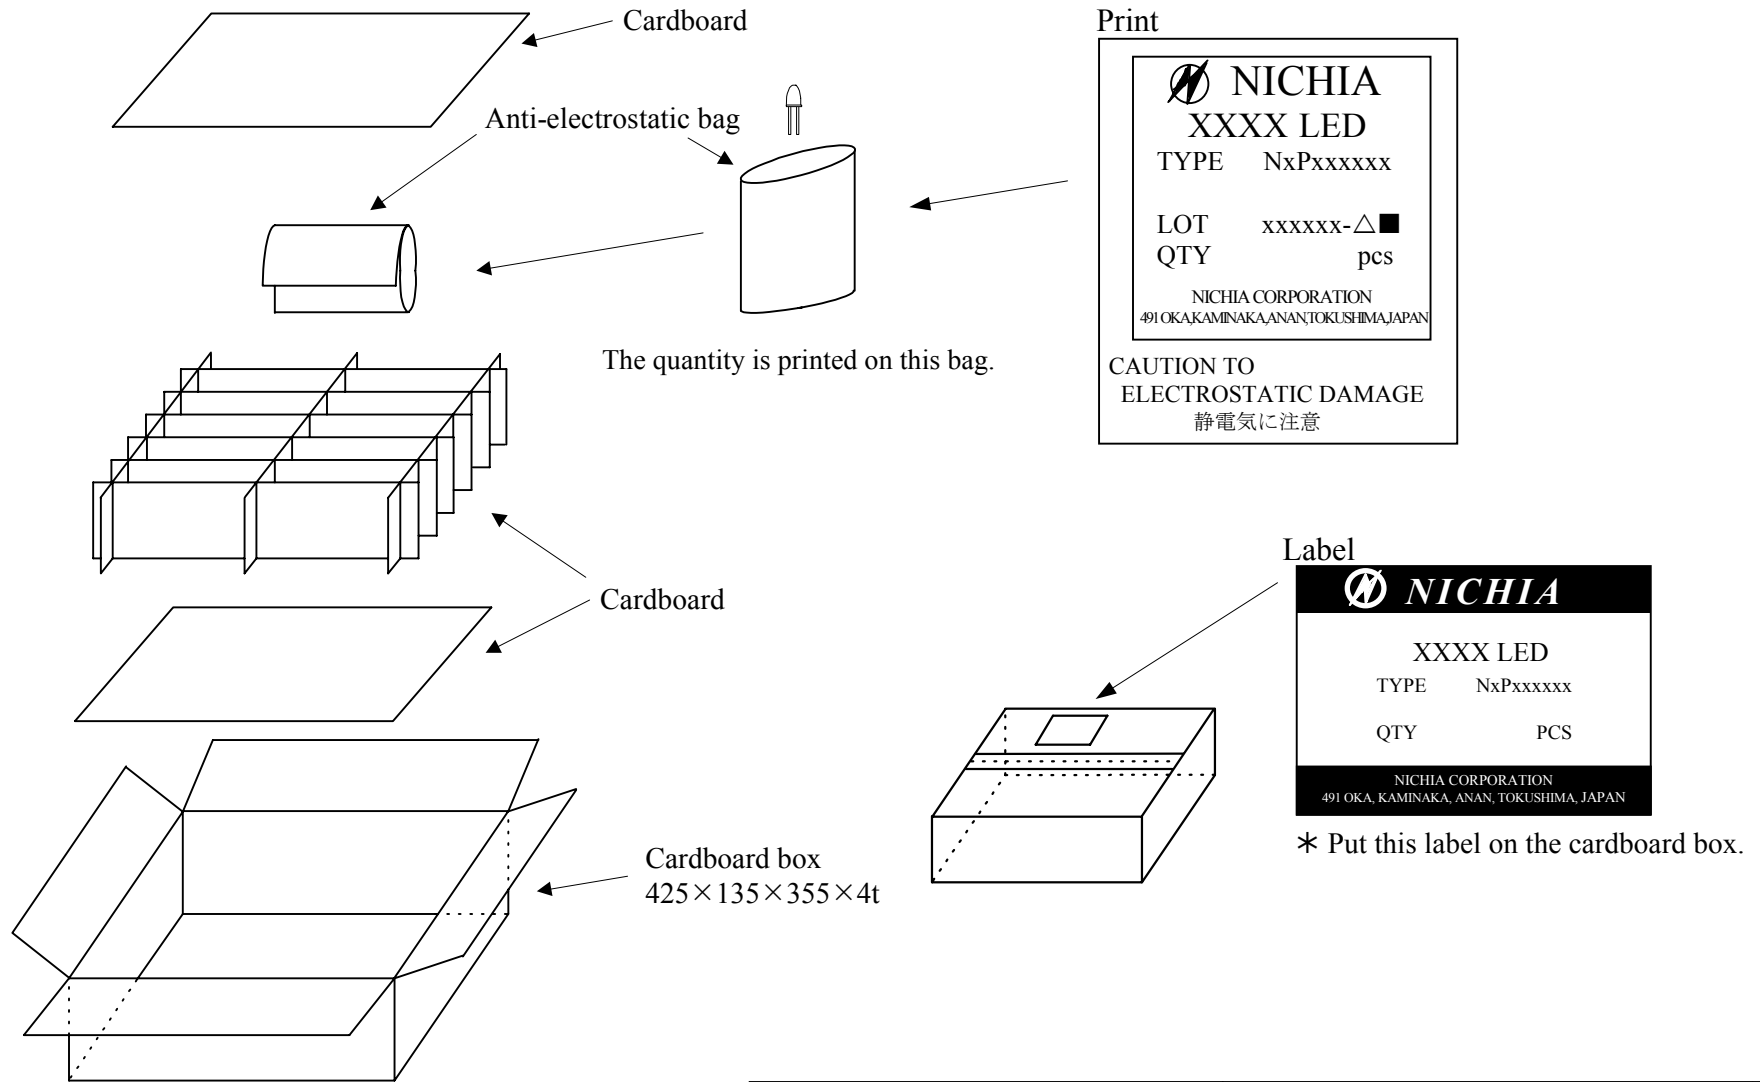 Cardboard
Print
NICHIA
XXXX LED
TYPE NxPxxxxxx
LOT xxxxxx-△■
QTY pcs
NICHIA CORPORATION
491 OKA,KAMINAKA,ANAN,TOKUSHIMA,JAPAN
CAUTION TO
ELECTROSTATIC DAMAGE
静電気に注意
Anti-electrostatic bag
The quantity is printed on this bag.
Cardboard
Label
NICHIA
XXXX LED
TYPE NxPxxxxxx
QTY PCS
NICHIA CORPORATION
491 OKA, KAMINAKA, ANAN, TOKUSHIMA, JAPAN
＊ Put this label on the cardboard box.
Cardboard box
425×135×355×4t